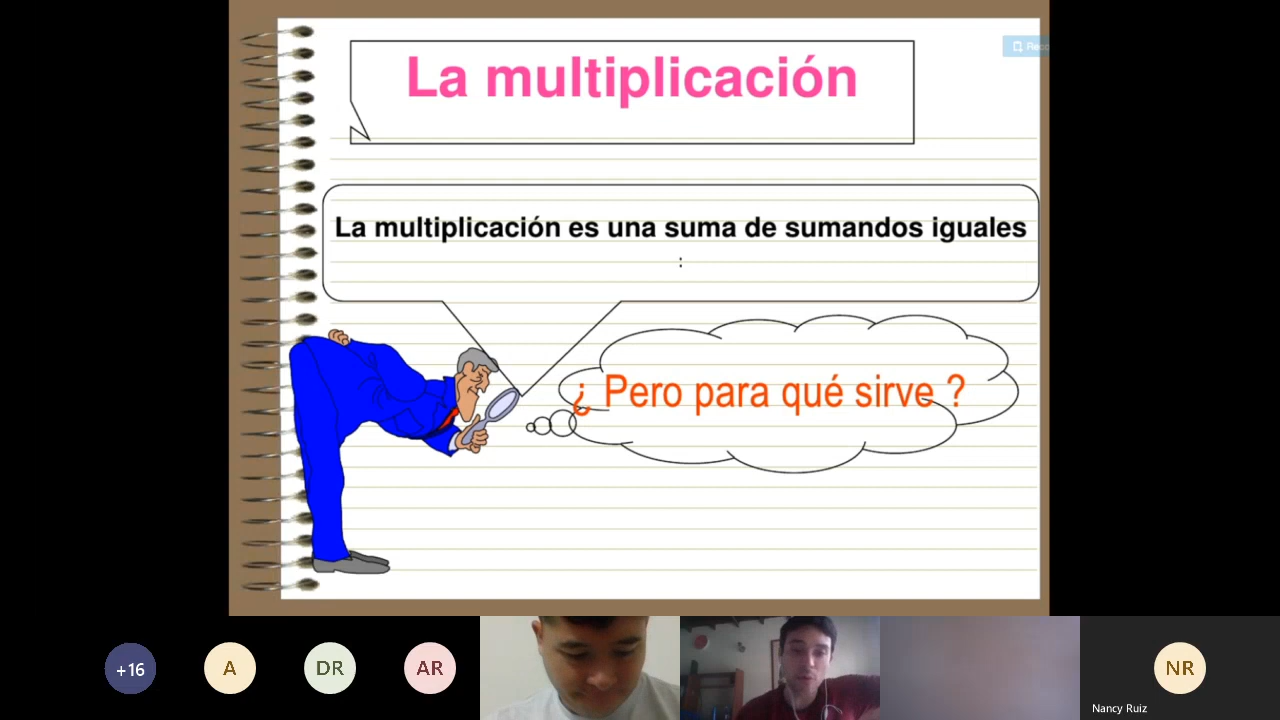 La multiplicación
Reco
La multiplicación es una suma de sumandos iguales
:
¿ Pero para qué sirve ?
+16
A
DR
AR
NR
Nancy Ruiz